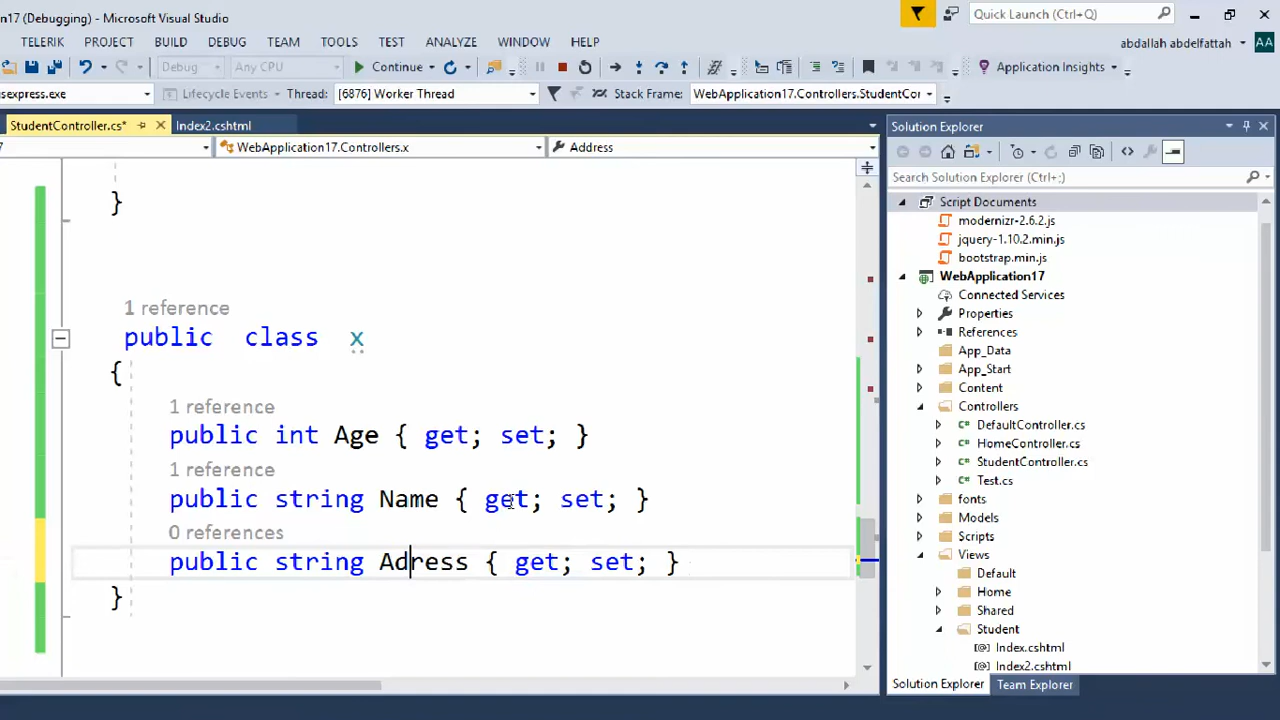 n17 (Debugging) - Microsoft Visual Studio
Quick Launch (Ctrl+Q)
TELERIK PROJECT BUILD DEBUG TEAM TOOLS TEST ANALYZE WINDOW HELP
abdallah abdelfattah AA
Debug Any CPU Continue Application Insights
sexpress.exe Lifecycle Events Thread: [6876] Worker Thread Stack Frame: WebApplication17.Controllers.StudentCor
StudentController.cs* Index2.cshtml
7 WebApplication17.Controllers.x Address
}
1 reference
public class x
{
1 reference
public int Age { get; set; }
1 reference
public string Name { get; set; }
0 references
public string Adress { get; set; }
}
Solution Explorer
Search Solution Explorer (Ctrl+;)
Script Documents
modernizr-2.6.2.js
jquery-1.10.2.min.js
bootstrap.min.js
WebApplication17
Connected Services
Properties
References
App_Data
App_Start
Content
Controllers
C# DefaultController.cs
C# HomeController.cs
C# StudentController.cs
C# Test.cs
fonts
Models
Scripts
Views
Default
Home
Shared
Student
[@] Index.cshtml
[@] Index2.cshtml
Solution Explorer Team Explorer